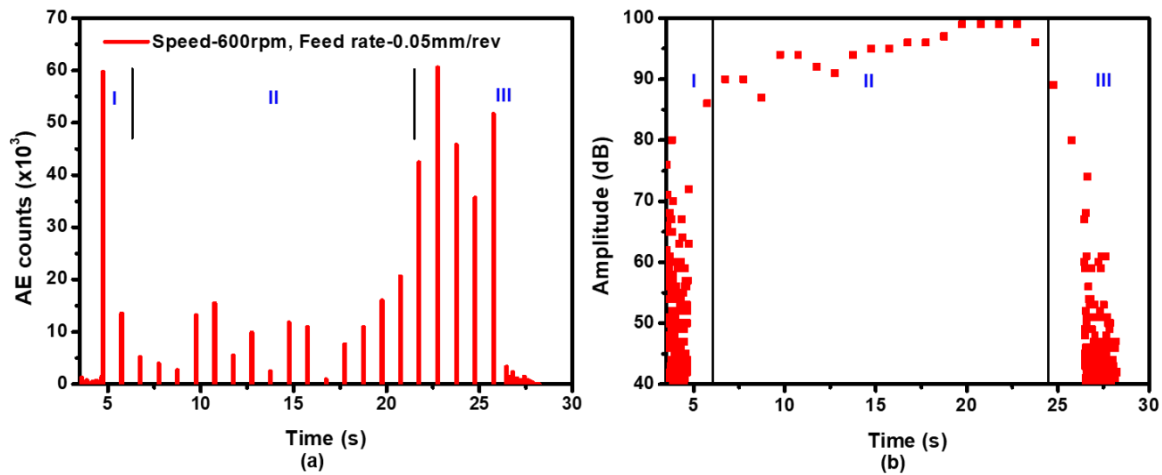 70
60
50
40
30
20
10
0
AE counts (x10³)
Speed-600rpm, Feed rate-0.05mm/rev
I
II
III
5 10 15 20 25 30
Time (s)
(a)
100
90
80
70
60
50
40
Amplitude (dB)
I
II
III
5 10 15 20 25 30
Time (s)
(b)